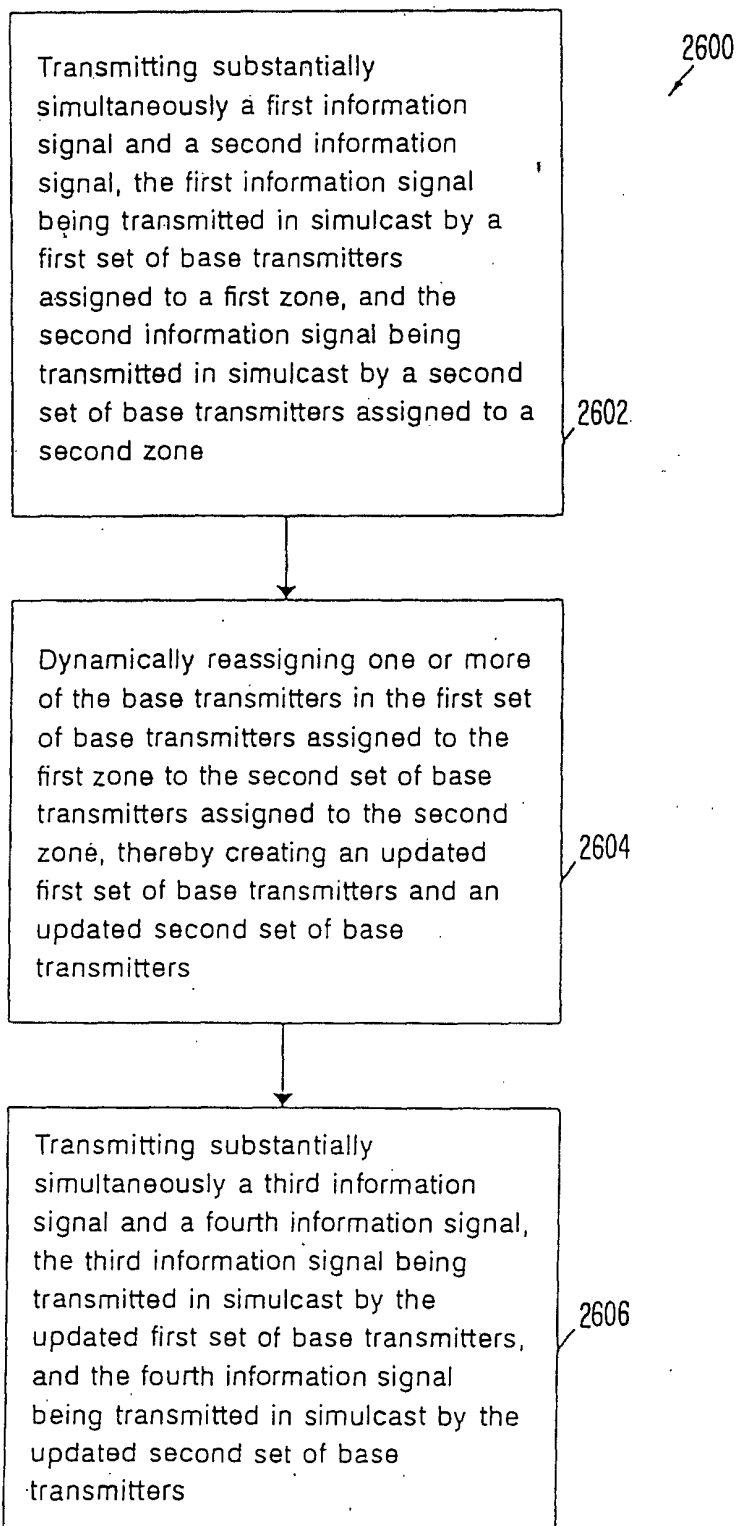 2600
Transmitting substantially
simultaneously a first information
signal and a second information
signal, the first information signal
being transmitted in simulcast by a
first set of base transmitters
assigned to a first zone, and the
second information signal being
transmitted in simulcast by a second
set of base transmitters assigned to a
second zone
2602
Dynamically reassigning one or more
of the base transmitters in the first set
of base transmitters assigned to the
first zone to the second set of base
transmitters assigned to the second
zone, thereby creating an updated
first set of base transmitters and an
updated second set of base
transmitters
2604
Transmitting substantially
simultaneously a third information
signal and a fourth information signal,
the third information signal being
transmitted in simulcast by the
updated first set of base transmitters,
and the fourth information signal
being transmitted in simulcast by the
updated second set of base
transmitters
2606